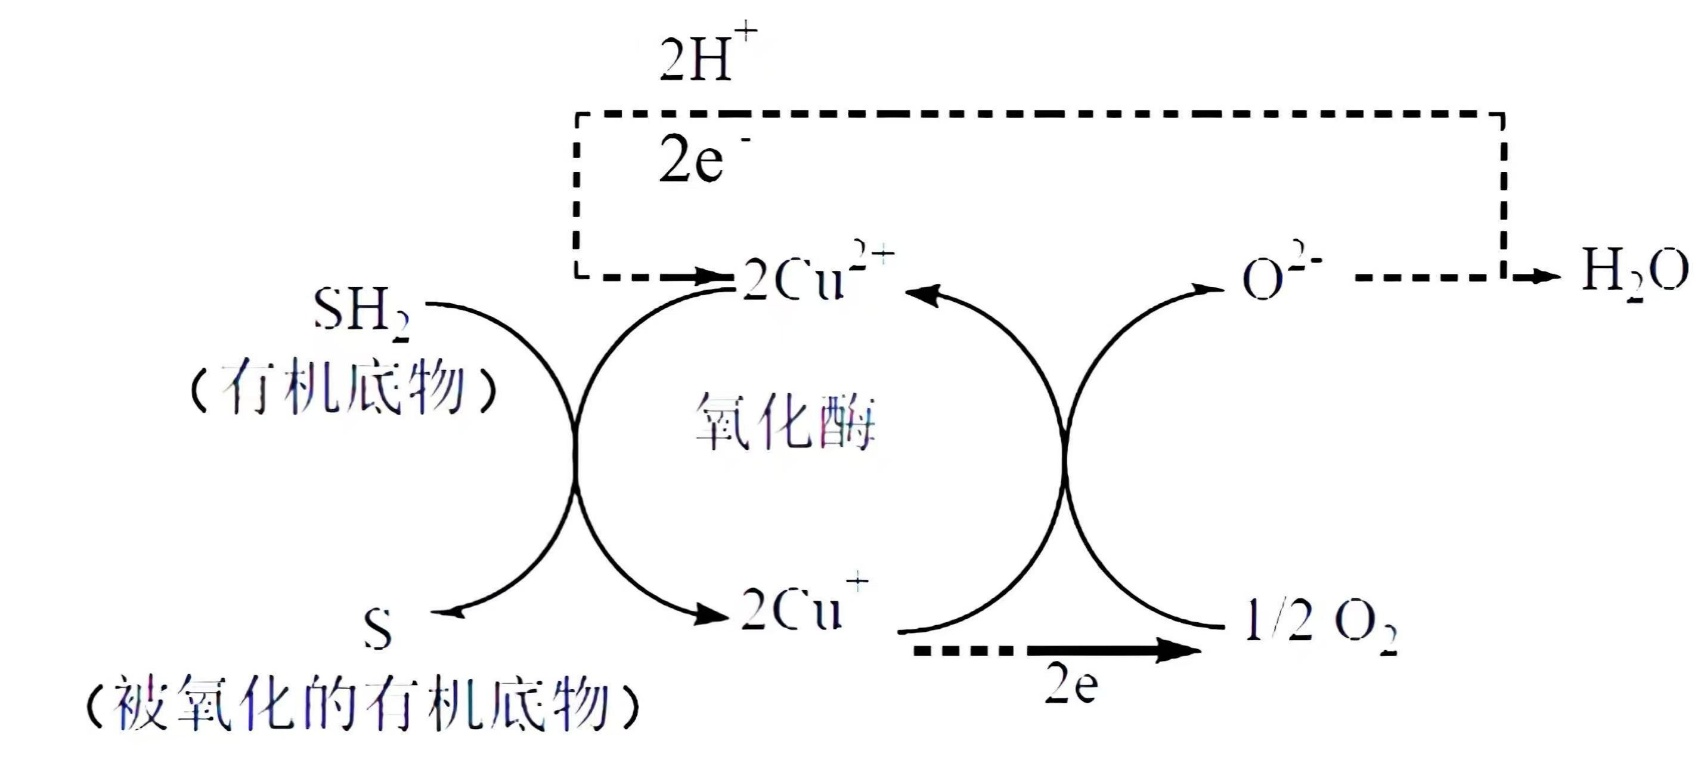 2H⁺
2e⁻
SH₂ 2Cu²⁺ O²⁻ H₂O
（有机底物）
氧化酶
S 2Cu⁺ 1/2 O₂
2e
（被氧化的有机底物）